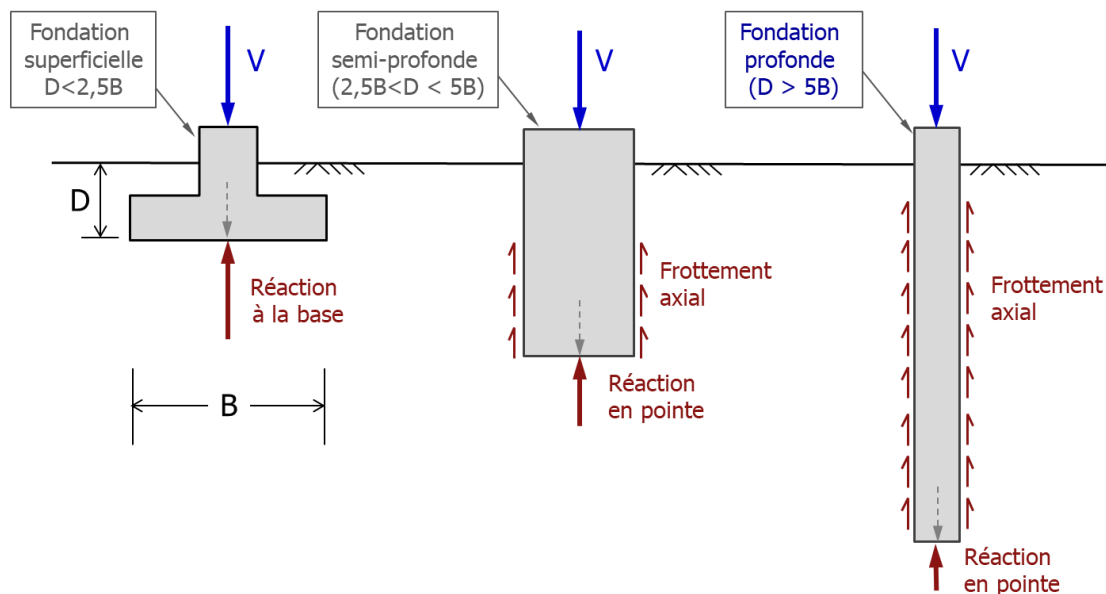 Fondation
superficielle
D<2,5B
V
D
Réaction
à la base
B
Fondation
semi-profonde
(2,5B<D < 5B)
V
Frottement
axial
Réaction
en pointe
Fondation
profonde
(D > 5B)
V
Frottement
axial
Réaction
en pointe